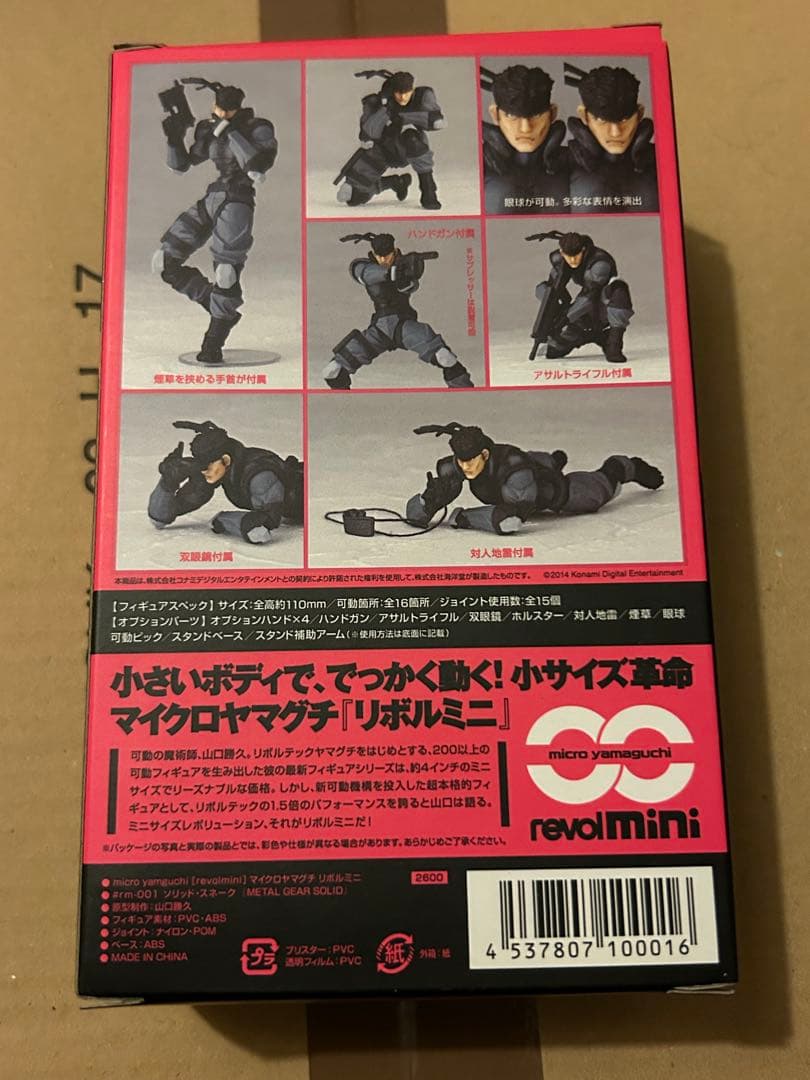 眼球が可動。多彩な表情を演出
ハンドガン付属
※サプレッサーは着脱可能
煙草を挟める手首が付属
アサルトライフル付属
双眼鏡付属
対人地雷付属
本商品は、株式会社コナミデジタルエンタテインメントとの契約により許諾された権利を使用して、株式会社海洋堂が製造したものです。 ©2014 Konami Digital Entertainment
【フィギュアスペック】サイズ:全高約110mm/可動箇所:全16箇所/ジョイント使用数:全15個
【オプションパーツ】オプションハンド×4/ハンドガン/アサルトライフル/双眼鏡/ホルスター/対人地雷/煙草/眼球
可動ピック/スタンドベース/スタンド補助アーム(※使用方法は底面に記載)
小さいボディで、でっかく動く!小サイズ革命
マイクロヤマグチ『リボルミニ』
可動の魔術師、山口勝久。リボルテックヤマグチをはじめとする、200以上の
可動フィギュアを生み出した彼の最新フィギュアシリーズは、約4インチのミニ
サイズでリーズナブルな価格。しかし、新可動機構を投入した超本格的フィ
ギュアとして、リボルテックの1.5倍のパフォーマンスを誇ると山口は語る。
ミニサイズレボリューション、それがリボルミニだ!
micro yamaguchi
revolmini
※パッケージの写真と実際の製品とでは、彩色や仕様が異なる場合があります。あらかじめご了承ください。
● micro yamguchi [revolmini] マイクロヤマグチ リボルミニ
● #rm-001 ソリッド・スネーク 「METAL GEAR SOLID」
● 原型制作:山口勝久
● フィギュア素材:PVC・ABS
● ジョイント:ナイロン・POM
● ベース:ABS
● MADE IN CHINA
2600
プラ
ブリスター:PVC
透明フィルム:PVC
紙
外箱:紙
4 537807 100016